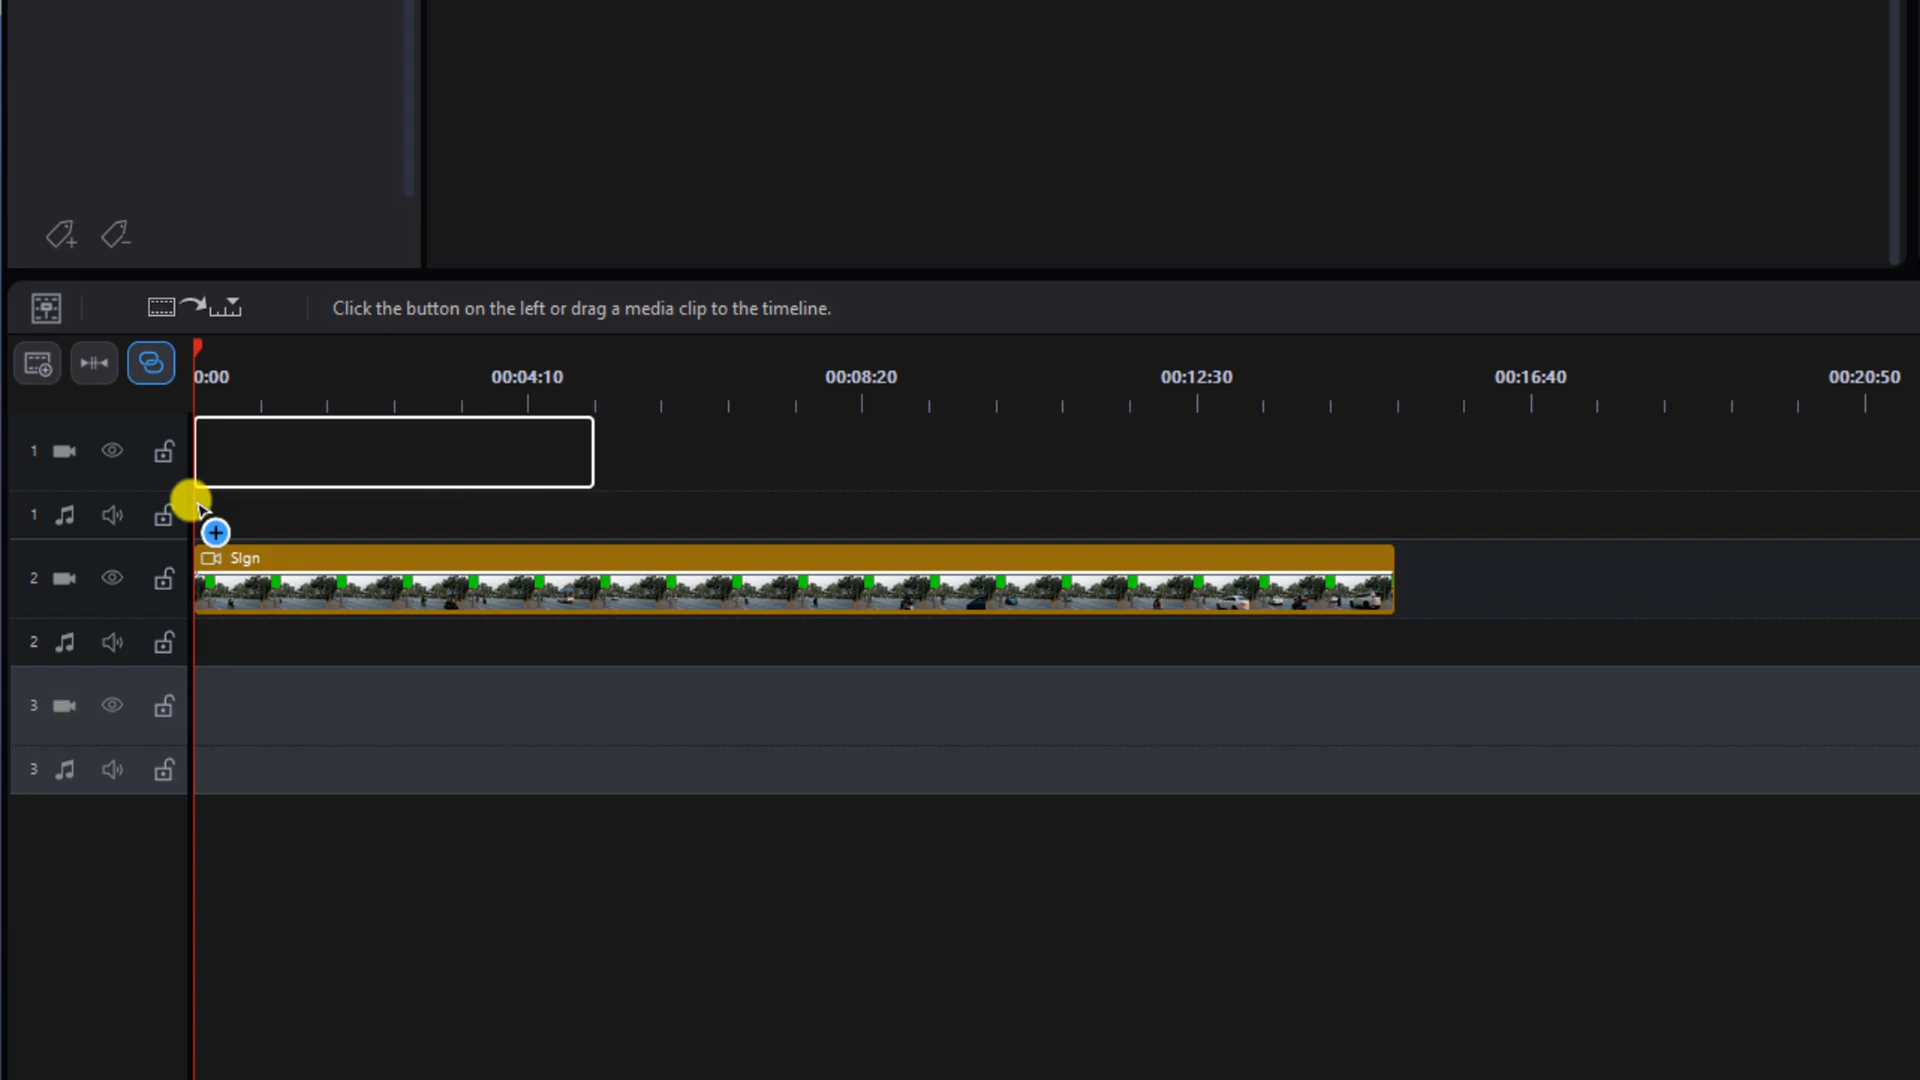 Click the button on the left or drag a media clip to the timeline.
0:00 00:04:10 00:08:20 00:12:30 00:16:40 00:20:50
1
1
SIgn
2
2
3
3